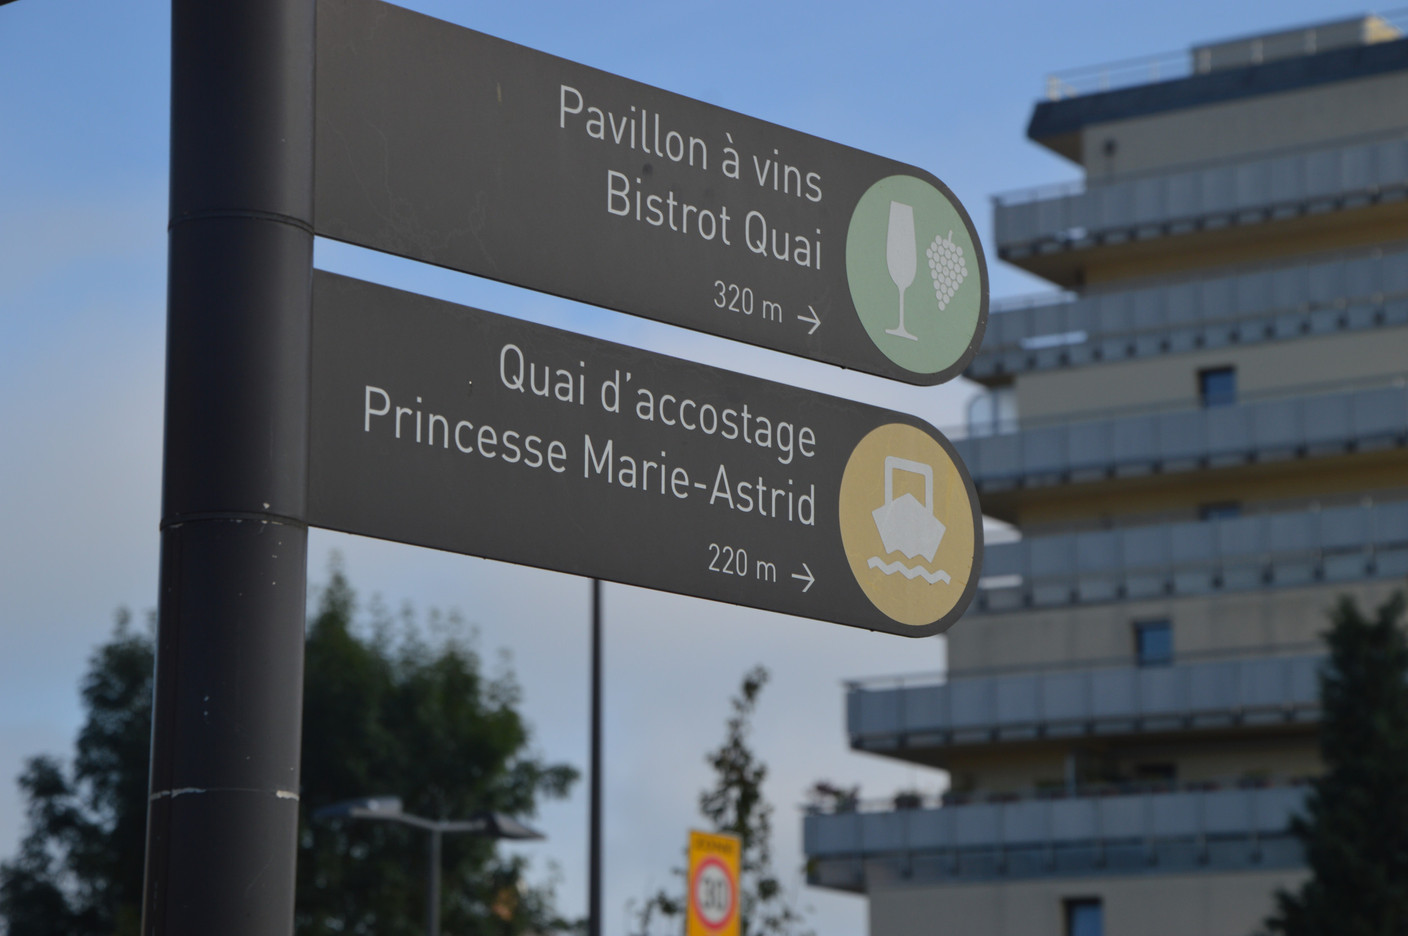 Pavillon à vins
Bistrot Quai
320 m →
Quai d'accostage
Princesse Marie-Astrid
220 m →
30